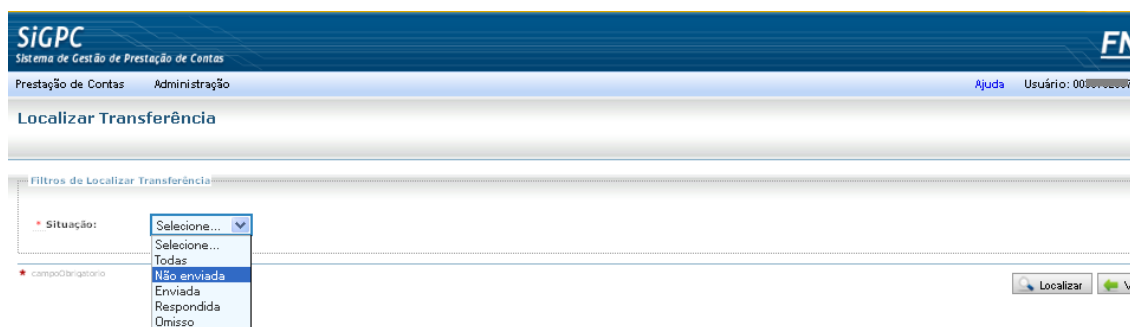 SiGPC
Sistema de Gestão de Prestação de Contas
FN
Prestação de Contas Administração Ajuda Usuário: 00
Localizar Transferência
Filtros de Localizar Transferência
* Situação: Selecione...
Selecione...
Todas
Não enviada
Enviada
Respondida
Omisso
* campoObrigatorio
Localizar V